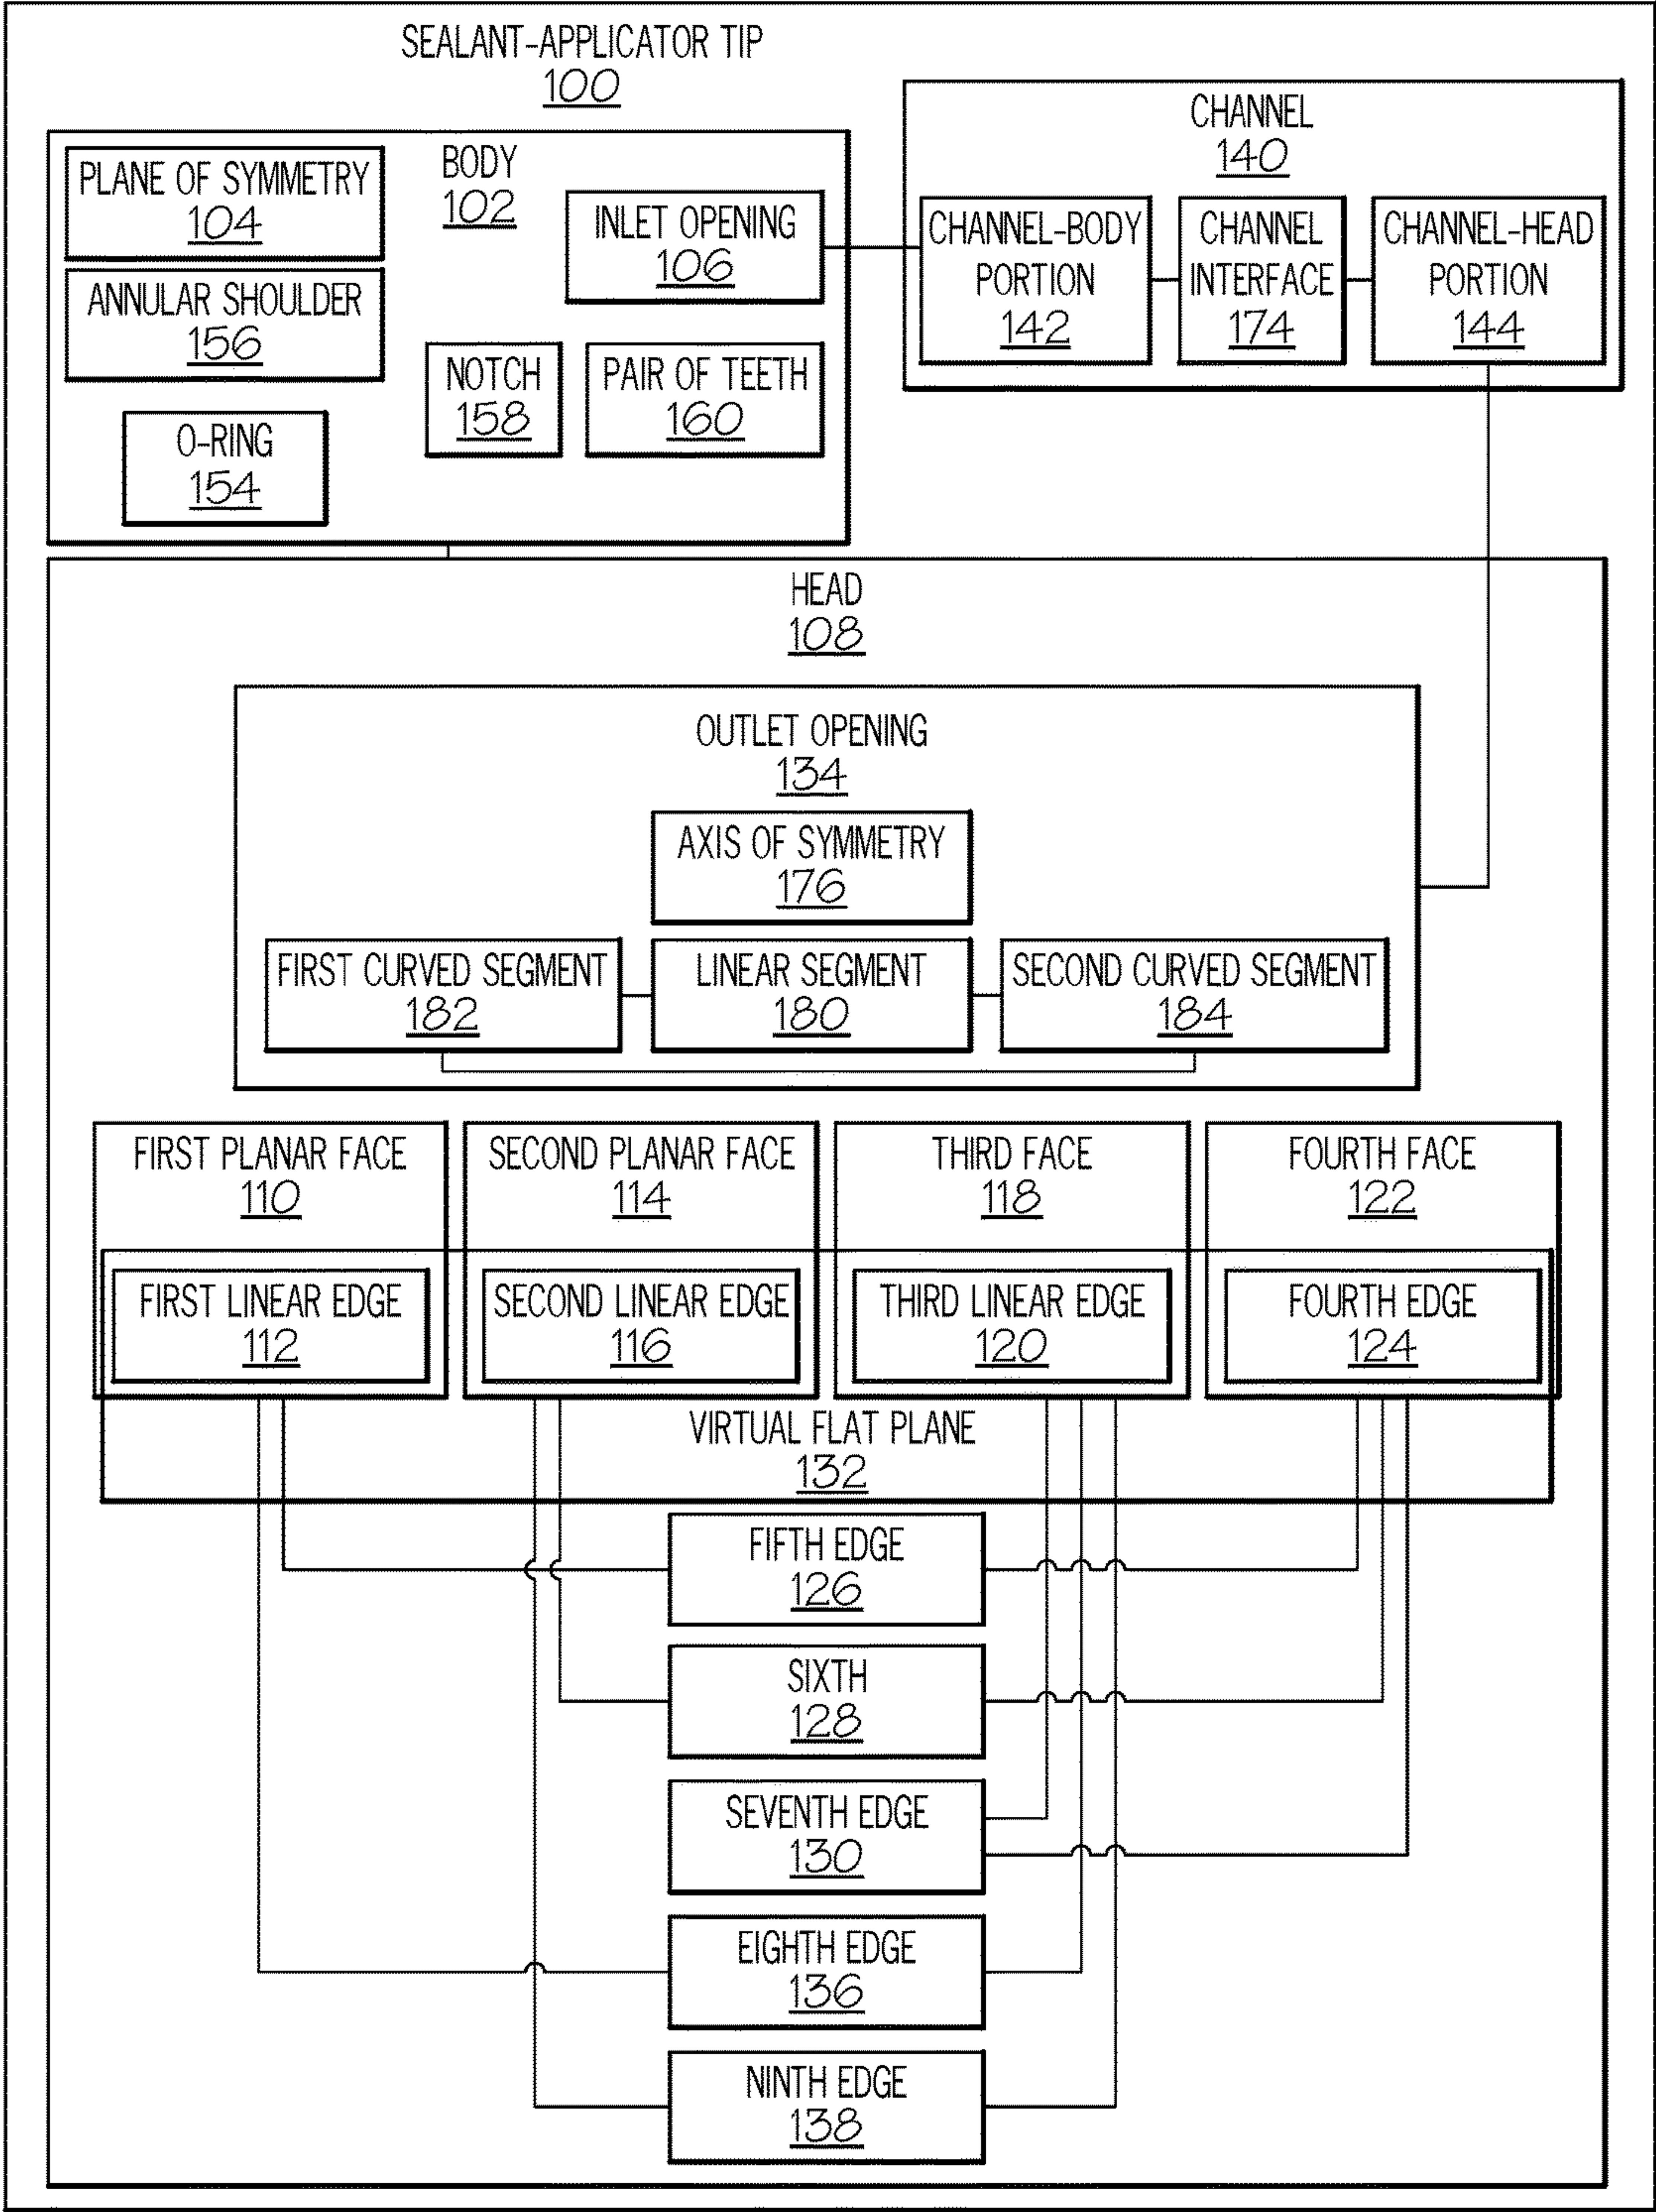 SEALANT-APPLICATOR TIP
100
BODY
102
PLANE OF SYMMETRY
104
ANNULAR SHOULDER
156
O-RING
154
INLET OPENING
106
NOTCH
158
PAIR OF TEETH
160
CHANNEL
140
CHANNEL-BODY
PORTION
142
CHANNEL
INTERFACE
174
CHANNEL-HEAD
PORTION
144
HEAD
108
OUTLET OPENING
134
AXIS OF SYMMETRY
176
FIRST CURVED SEGMENT
182
LINEAR SEGMENT
180
SECOND CURVED SEGMENT
184
FIRST PLANAR FACE
110
FIRST LINEAR EDGE
112
SECOND PLANAR FACE
114
SECOND LINEAR EDGE
116
THIRD FACE
118
THIRD LINEAR EDGE
120
FOURTH FACE
122
FOURTH EDGE
124
VIRTUAL FLAT PLANE
132
FIFTH EDGE
126
SIXTH
128
SEVENTH EDGE
130
EIGHTH EDGE
136
NINTH EDGE
138